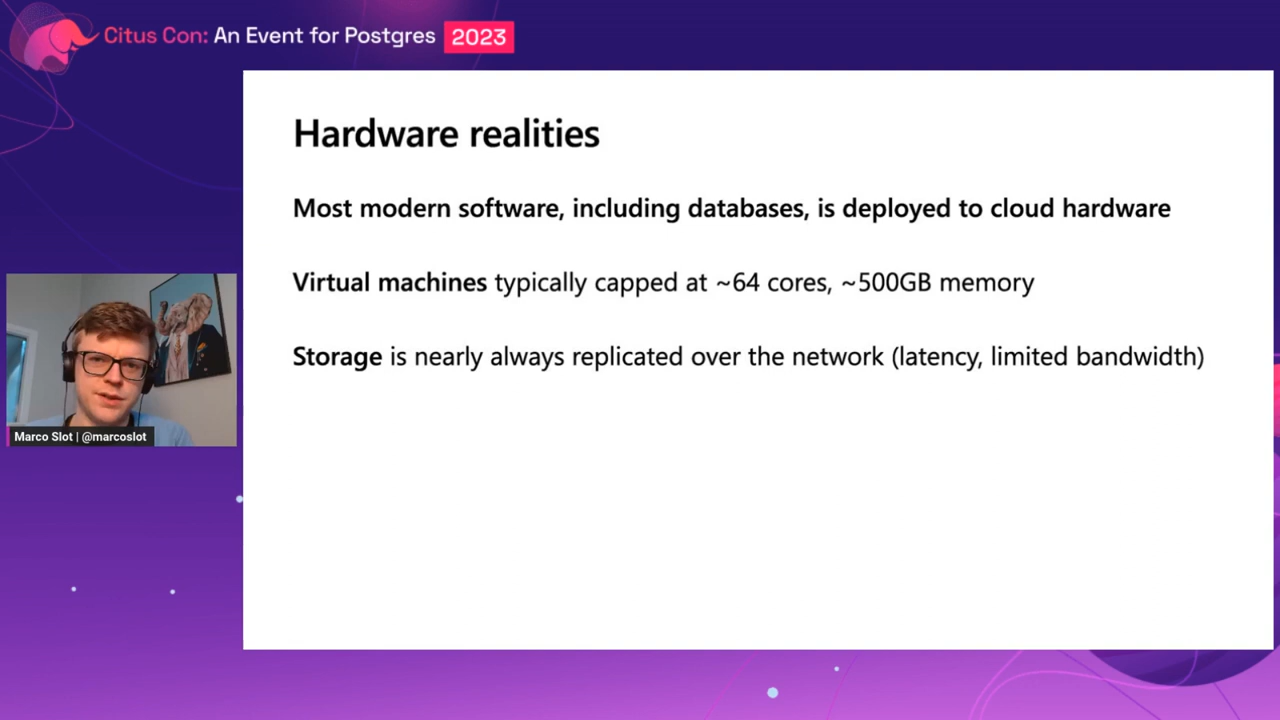 Citus Con: An Event for Postgres 2023
Hardware realities
Most modern software, including databases, is deployed to cloud hardware
Virtual machines typically capped at ~64 cores, ~500GB memory
Storage is nearly always replicated over the network (latency, limited bandwidth)
Marco Slot | @marcoslot